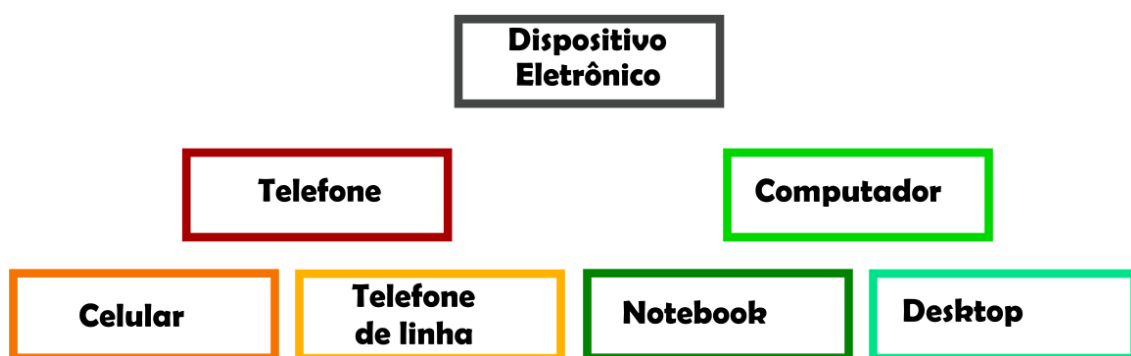 Dispositivo
Eletrônico
Telefone
Computador
Celular
Telefone
de linha
Notebook
Desktop